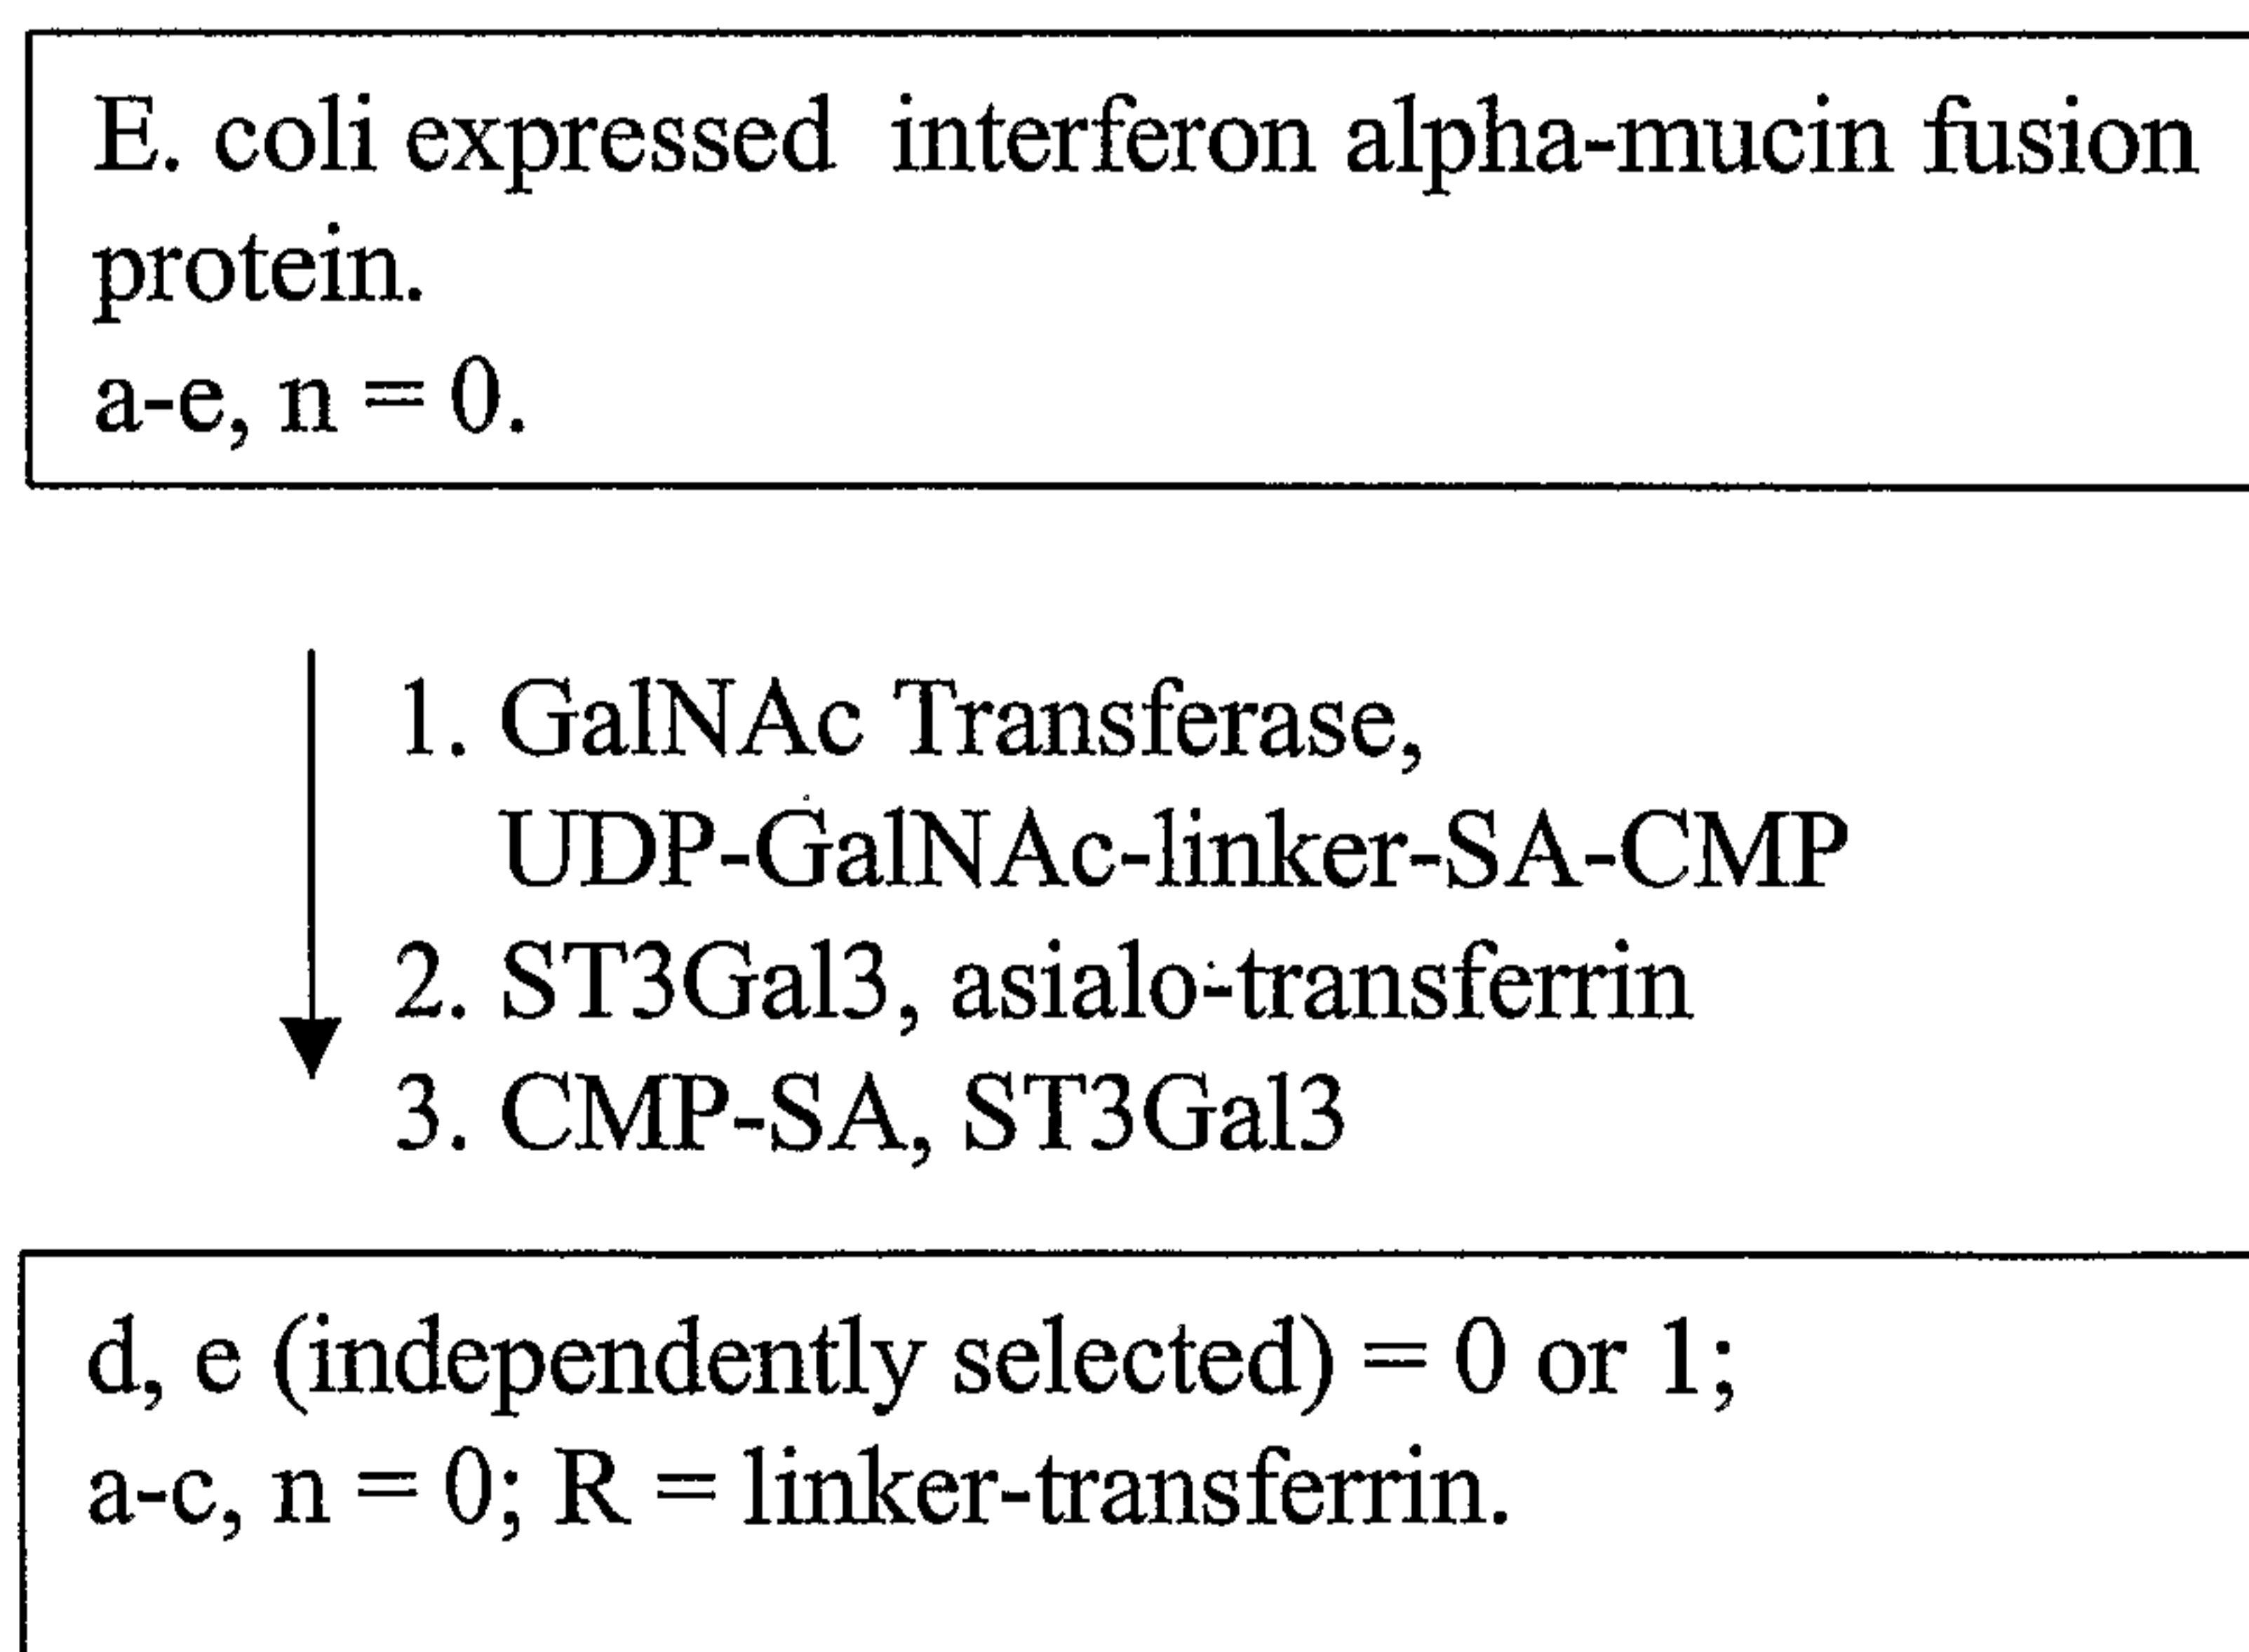 E. coli expressed interferon alpha-mucin fusion
protein.
a-e, n = 0.
1. GalNAc Transferase,
UDP-GalNAc-linker-SA-CMP
2. ST3Gal3, asialo-transferrin
3. CMP-SA, ST3Gal3
d, e (independently selected) = 0 or 1;
a-c, n = 0; R = linker-transferrin.